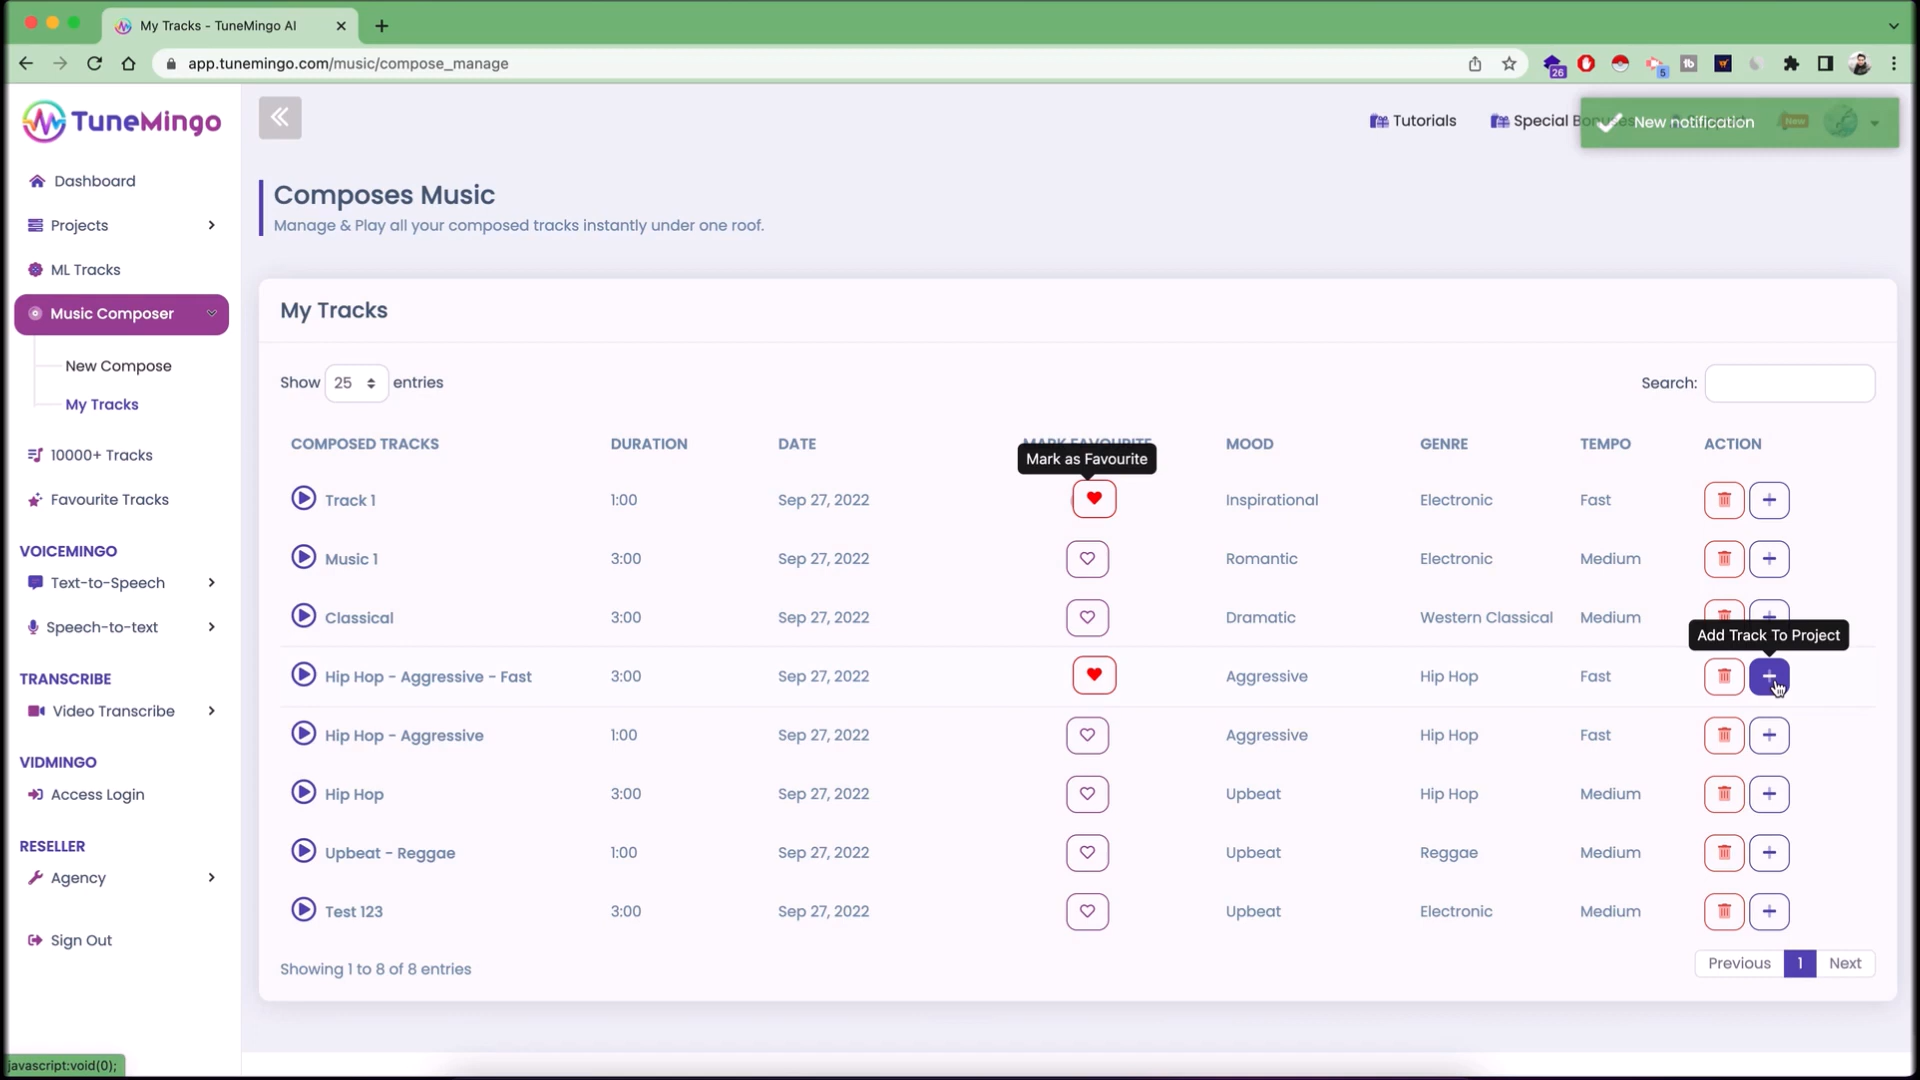 My Tracks - TuneMingo AI
app.tunemingo.com/music/compose_manage
26
5
tb
TuneMingo
Tutorials
Special
New notification
New
Dashboard
Projects
ML Tracks
Music Composer
New Compose
My Tracks
10000+ Tracks
Favourite Tracks
VOICEMINGO
Text-to-Speech
Speech-to-text
TRANSCRIBE
Video Transcribe
VIDMINGO
Access Login
RESELLER
Agency
Sign Out
Composes Music
Manage & Play all your composed tracks instantly under one roof.
My Tracks
Show 25 entries
Search:
COMPOSED TRACKS DURATION DATE MARK FAVOURITE MOOD GENRE TEMPO ACTION
Mark as Favourite
Track 1 1:00 Sep 27, 2022 Inspirational Electronic Fast
Music 1 3:00 Sep 27, 2022 Romantic Electronic Medium
Classical 3:00 Sep 27, 2022 Dramatic Western Classical Medium
Add Track To Project
Hip Hop - Aggressive - Fast 3:00 Sep 27, 2022 Aggressive Hip Hop Fast
Hip Hop - Aggressive 1:00 Sep 27, 2022 Aggressive Hip Hop Fast
Hip Hop 3:00 Sep 27, 2022 Upbeat Hip Hop Medium
Upbeat - Reggae 1:00 Sep 27, 2022 Upbeat Reggae Medium
Test 123 3:00 Sep 27, 2022 Upbeat Electronic Medium
Showing 1 to 8 of 8 entries
Previous 1 Next
javascript:void(0);